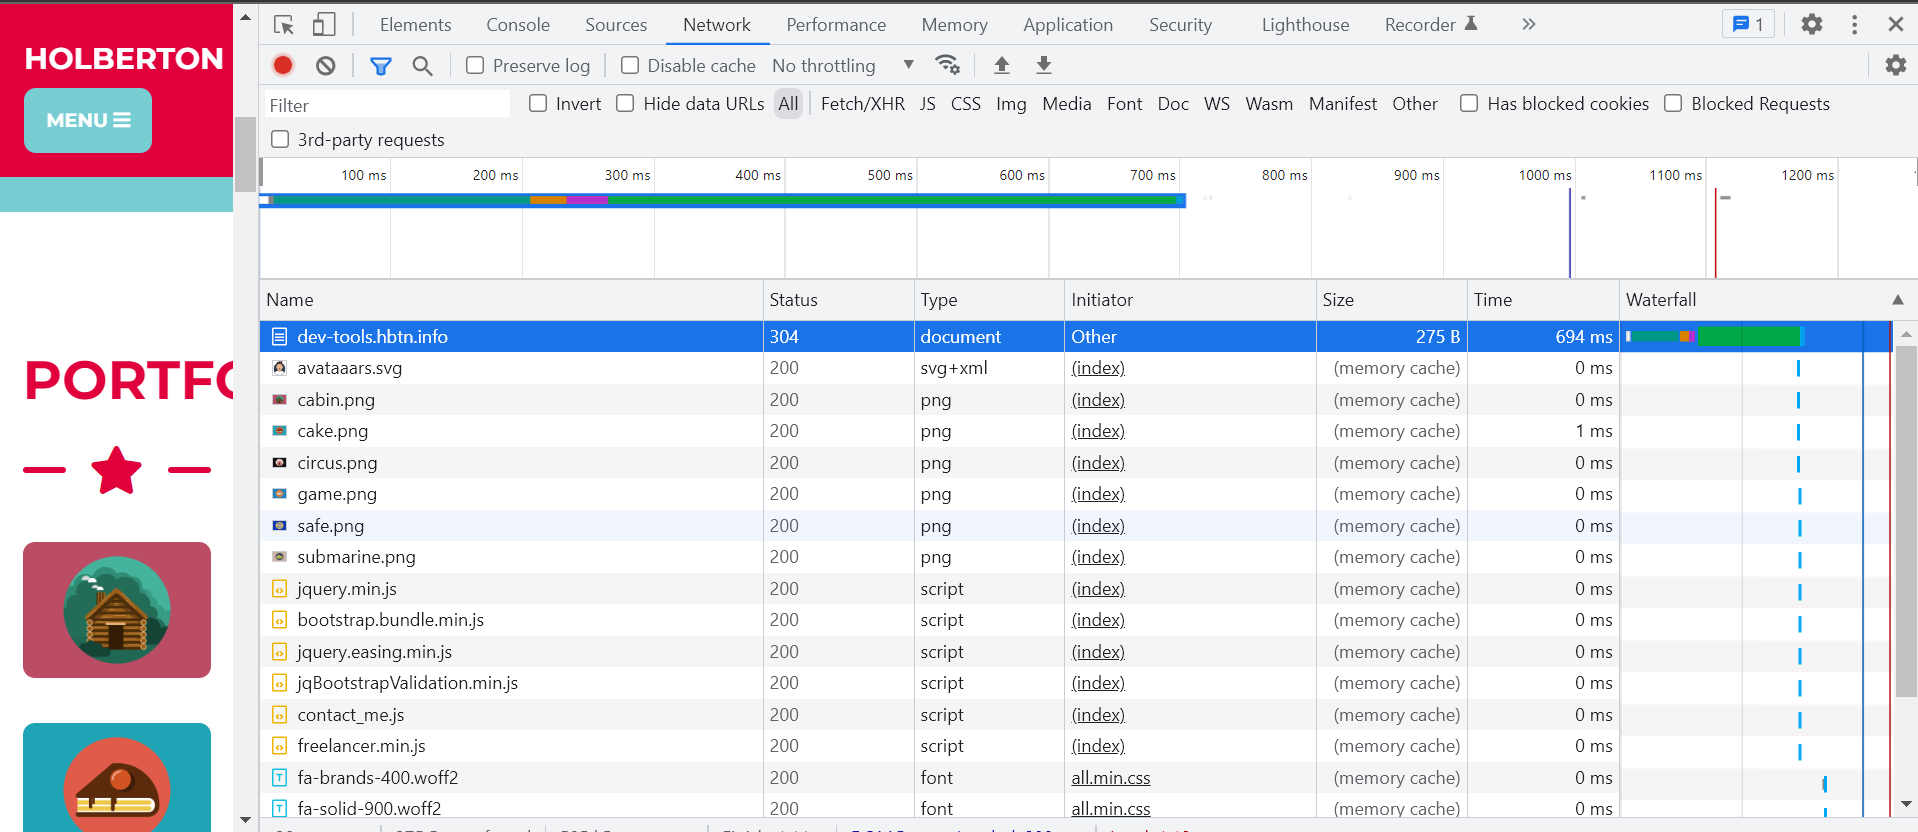 HOLBERTON
MENU
PORTFO
Elements Console Sources Network Performance Memory Application Security Lighthouse Recorder 1
Preserve log Disable cache No throttling
Filter Invert Hide data URLs All Fetch/XHR JS CSS Img Media Font Doc WS Wasm Manifest Other Has blocked cookies Blocked Requests
3rd-party requests
100 ms 200 ms 300 ms 400 ms 500 ms 600 ms 700 ms 800 ms 900 ms 1000 ms 1100 ms 1200 ms
Name Status Type Initiator Size Time Waterfall
dev-tools.hbtn.info 304 document Other 275 B 694 ms
avataaars.svg 200 svg+xml (index) (memory cache) 0 ms
cabin.png 200 png (index) (memory cache) 0 ms
cake.png 200 png (index) (memory cache) 1 ms
circus.png 200 png (index) (memory cache) 0 ms
game.png 200 png (index) (memory cache) 0 ms
safe.png 200 png (index) (memory cache) 0 ms
submarine.png 200 png (index) (memory cache) 0 ms
jquery.min.js 200 script (index) (memory cache) 0 ms
bootstrap.bundle.min.js 200 script (index) (memory cache) 0 ms
jquery.easing.min.js 200 script (index) (memory cache) 0 ms
jqBootstrapValidation.min.js 200 script (index) (memory cache) 0 ms
contact_me.js 200 script (index) (memory cache) 0 ms
freelancer.min.js 200 script (index) (memory cache) 0 ms
fa-brands-400.woff2 200 font all.min.css (memory cache) 0 ms
fa-solid-900.woff2 200 font all.min.css (memory cache) 0 ms